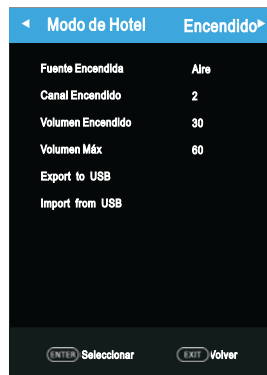 Modo de Hotel Encendido
Fuente Encendida Aire
Canal Encendido 2
Volumen Encendido 30
Volumen Máx 60
Export to USB
Import from USB
ENTER Seleccionar EXIT Volver